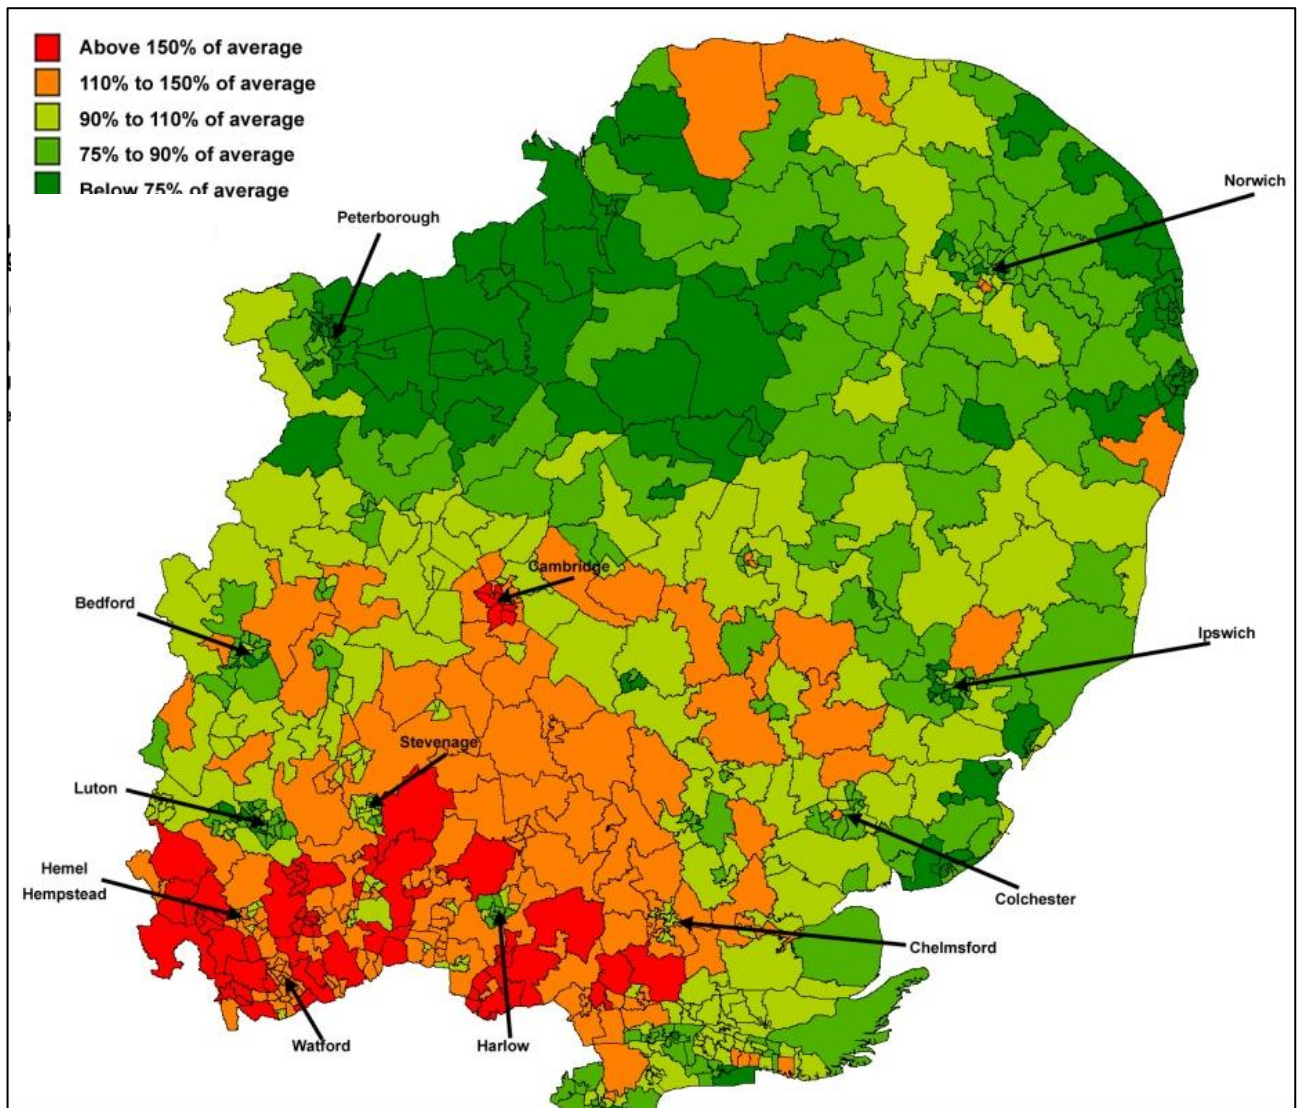 Above 150% of average
110% to 150% of average
90% to 110% of average
75% to 90% of average
Below 75% of average
Norwich
Peterborough
Cambridge
Bedford
Ipswich
Stevenage
Luton
Hemel
Hempstead
Colchester
Chelmsford
Watford
Harlow